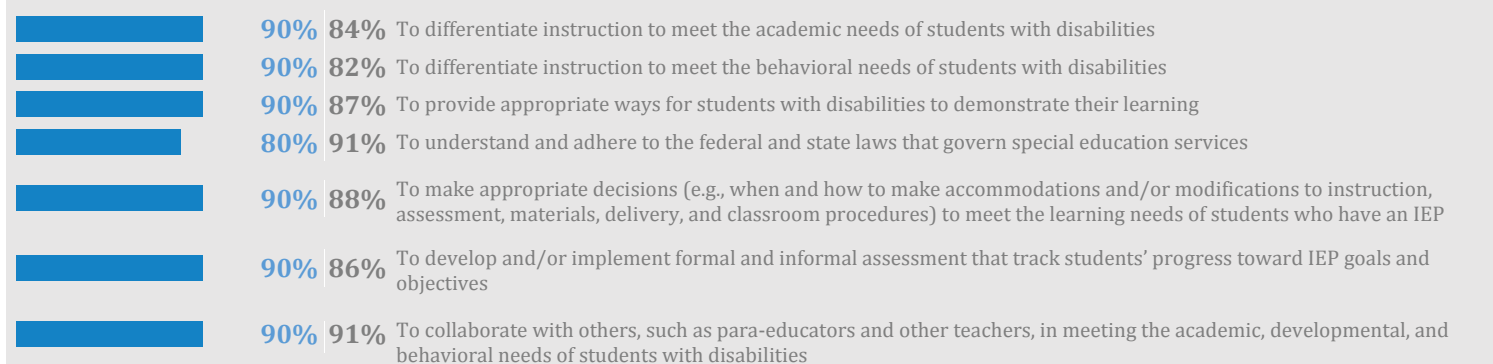 90% 84% To differentiate instruction to meet the academic needs of students with disabilities
90% 82% To differentiate instruction to meet the behavioral needs of students with disabilities
90% 87% To provide appropriate ways for students with disabilities to demonstrate their learning
80% 91% To understand and adhere to the federal and state laws that govern special education services
90% 88% To make appropriate decisions (e.g., when and how to make accommodations and/or modifications to instruction,
assessment, materials, delivery, and classroom procedures) to meet the learning needs of students who have an IEP
90% 86% To develop and/or implement formal and informal assessment that track students’ progress toward IEP goals and
objectives
90% 91% To collaborate with others, such as para-educators and other teachers, in meeting the academic, developmental, and
behavioral needs of students with disabilities